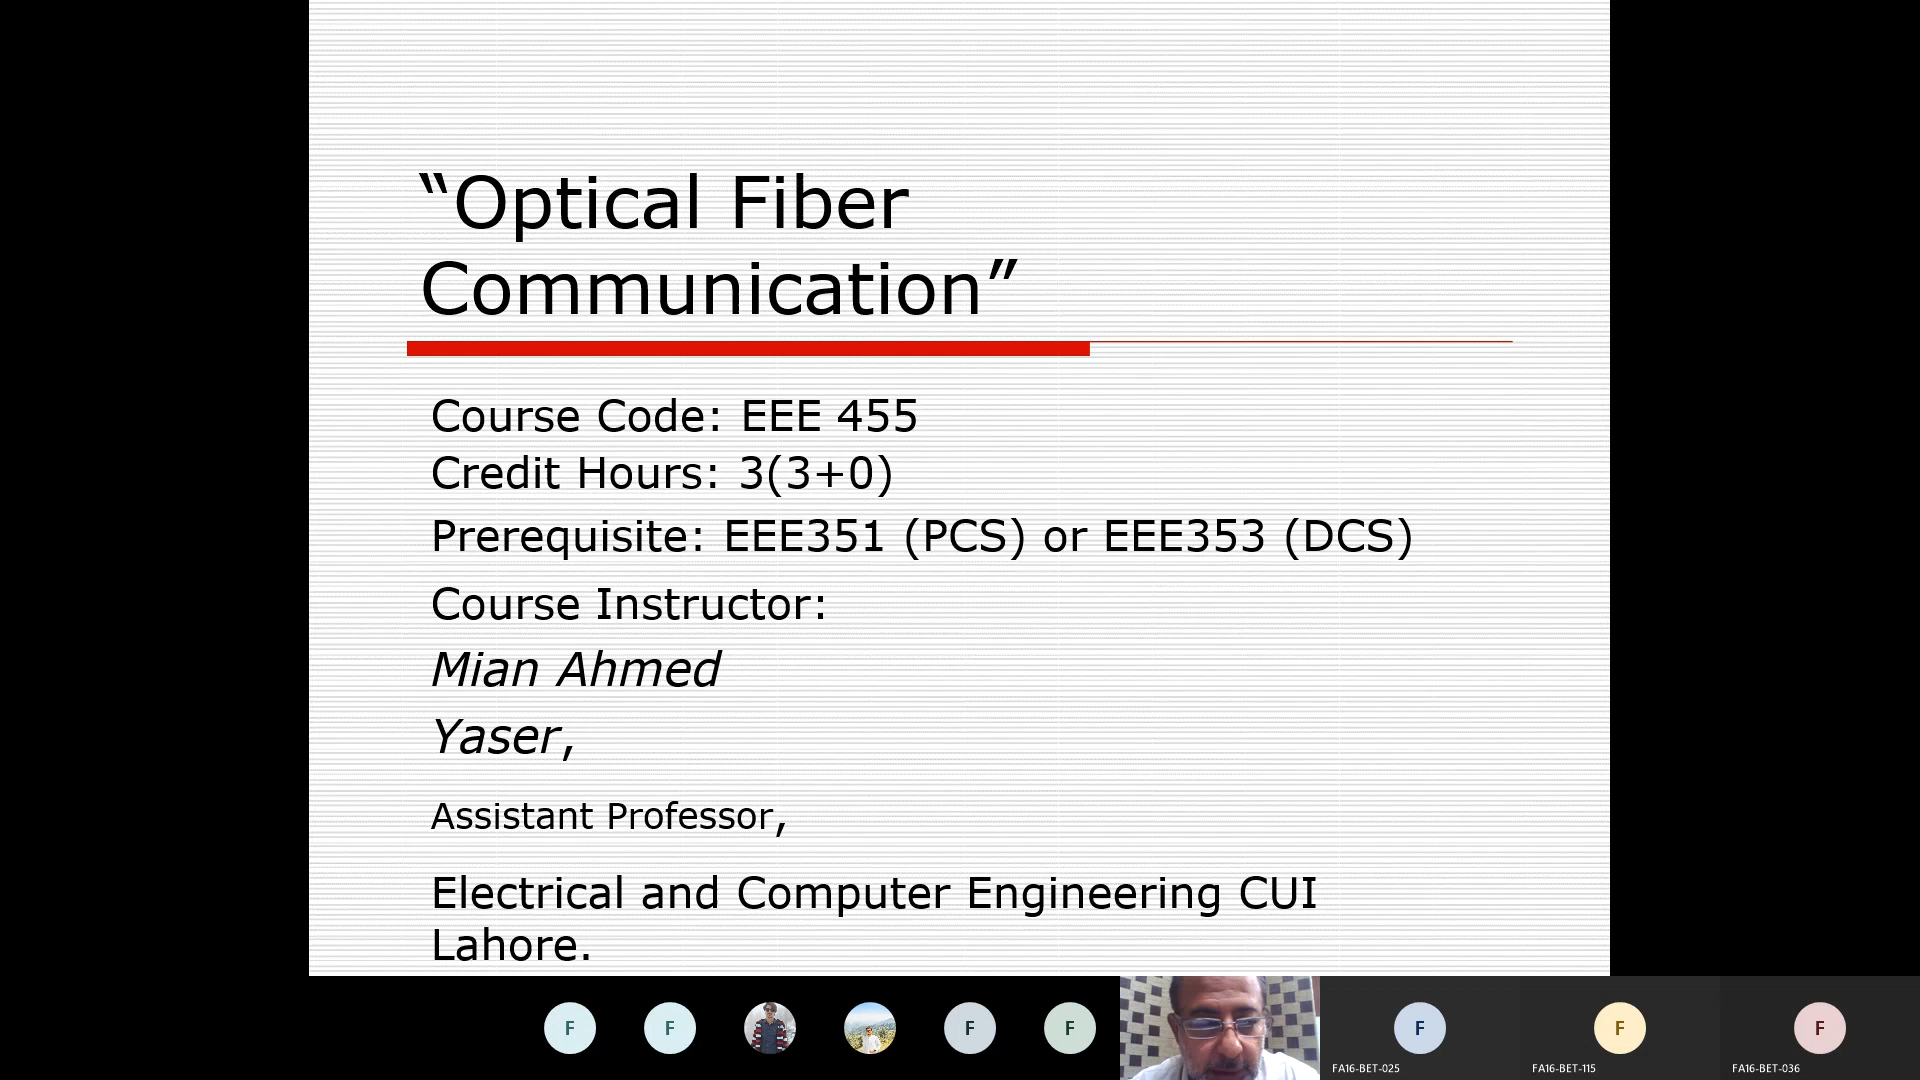 “Optical Fiber
Communication”
Course Code: EEE 455
Credit Hours: 3(3+0)
Prerequisite: EEE351 (PCS) or EEE353 (DCS)
Course Instructor:
Mian Ahmed
Yaser,
Assistant Professor,
Electrical and Computer Engineering CUI
Lahore.
F F F F F F F
FA16-BET-025 FA16-BET-115 FA16-BET-036